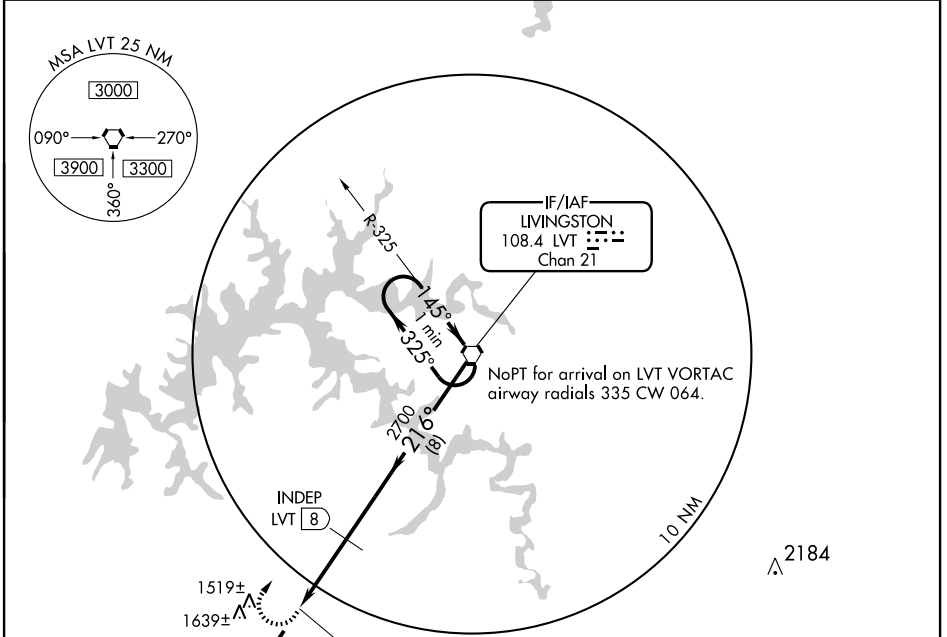 MSA LVT 25 NM
3000
090°
270°
3900
3300
360°
R-325
IF/IAF
LIVINGSTON
108.4 LVT
Chan 21
145°
1 min
325°
NoPT for arrival on LVT VORTAC
airway radials 335 CW 064.
2700
216°
(8)
INDEP
LVT 8
10 NM
2184
1519±
1639±